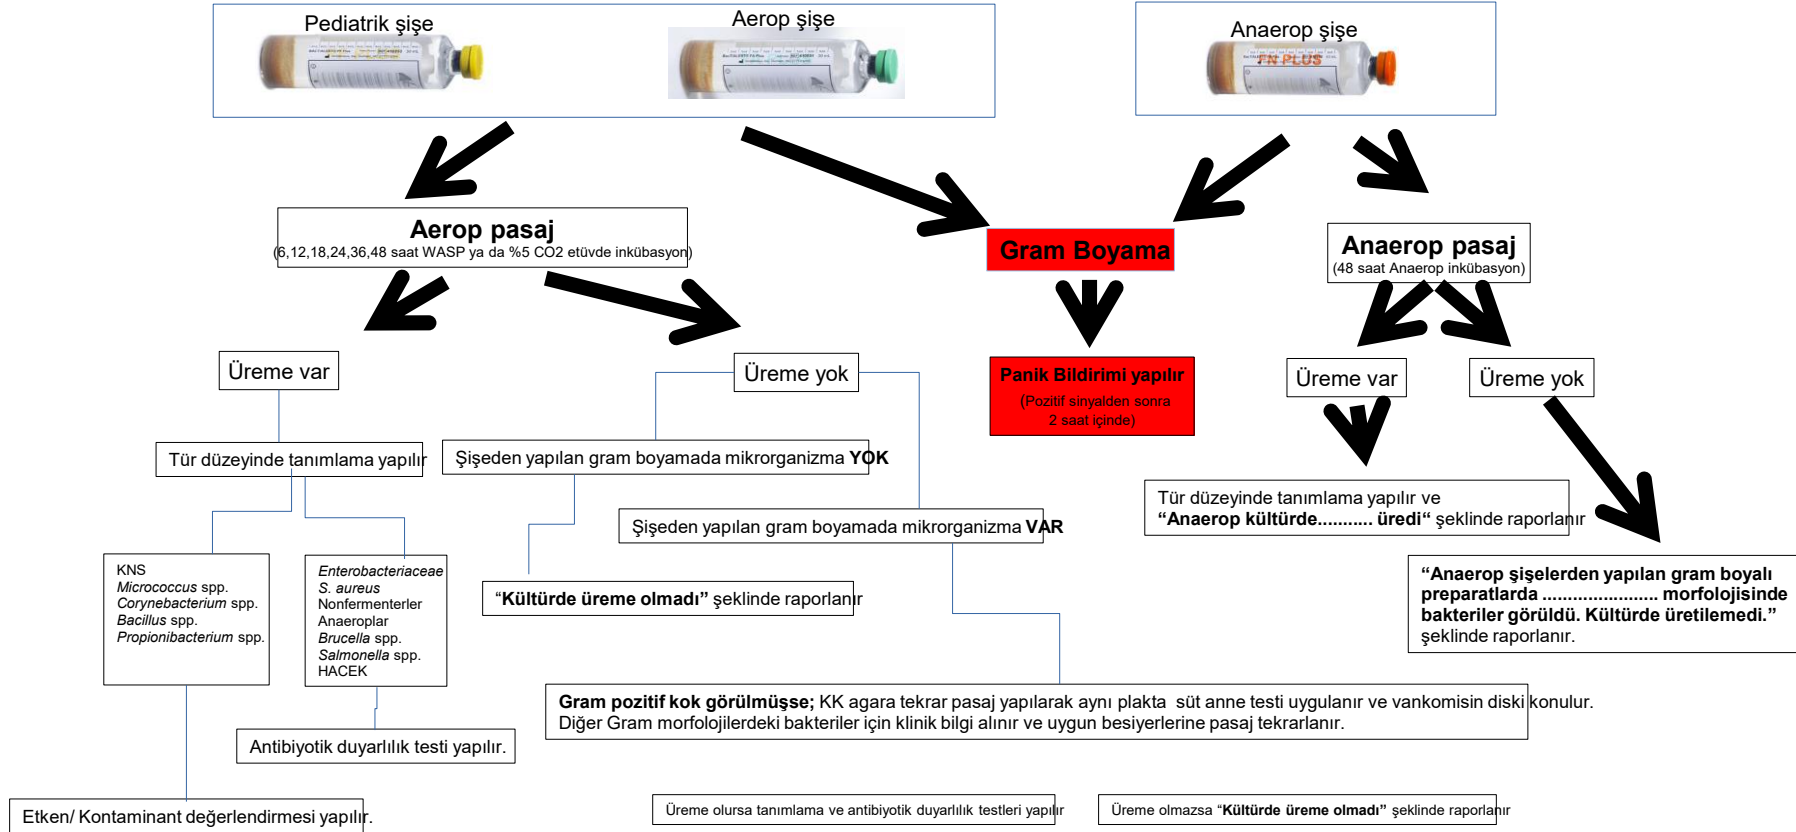 Pediatrik şişe
Aerop şişe
Anaerop şişe
FN PLUS
Aerop pasaj
(6,12,18,24,36,48 saat WASP ya da %5 CO2 etüvde inkübasyon)
Gram Boyama
Anaerop pasaj
(48 saat Anaerop inkübasyon)
Üreme var
Üreme yok
Panik Bildirimi yapılır
(Pozitif sinyalden sonra
2 saat içinde)
Üreme var
Üreme yok
Tür düzeyinde tanımlama yapılır
Şişeden yapılan gram boyamada mikrorganizma YOK
Şişeden yapılan gram boyamada mikrorganizma VAR
Tür düzeyinde tanımlama yapılır ve
“Anaerop kültürde........... üredi“ şeklinde raporlanır
KNS
Micrococcus spp.
Corynebacterium spp.
Bacillus spp.
Propionibacterium spp.
Enterobacteriaceae
S. aureus
Nonfermenterler
Anaeroplar
Brucella spp.
Salmonella spp.
HACEK
“Kültürde üreme olmadı” şeklinde raporlanır
“Anaerop şişelerden yapılan gram boyalı
preparatlarda ....................... morfolojisinde
bakteriler görüldü. Kültürde üretilemedi.”
şeklinde raporlanır.
Gram pozitif kok görülmüşse; KK agara tekrar pasaj yapılarak aynı plakta süt anne testi uygulanır ve vankomisin diski konulur.
Diğer Gram morfolojilerdeki bakteriler için klinik bilgi alınır ve uygun besiyerlerine pasaj tekrarlanır.
Antibiyotik duyarlılık testi yapılır.
Etken/ Kontaminant değerlendirmesi yapılır.
Üreme olursa tanımlama ve antibiyotik duyarlılık testleri yapılır
Üreme olmazsa “Kültürde üreme olmadı” şeklinde raporlanır